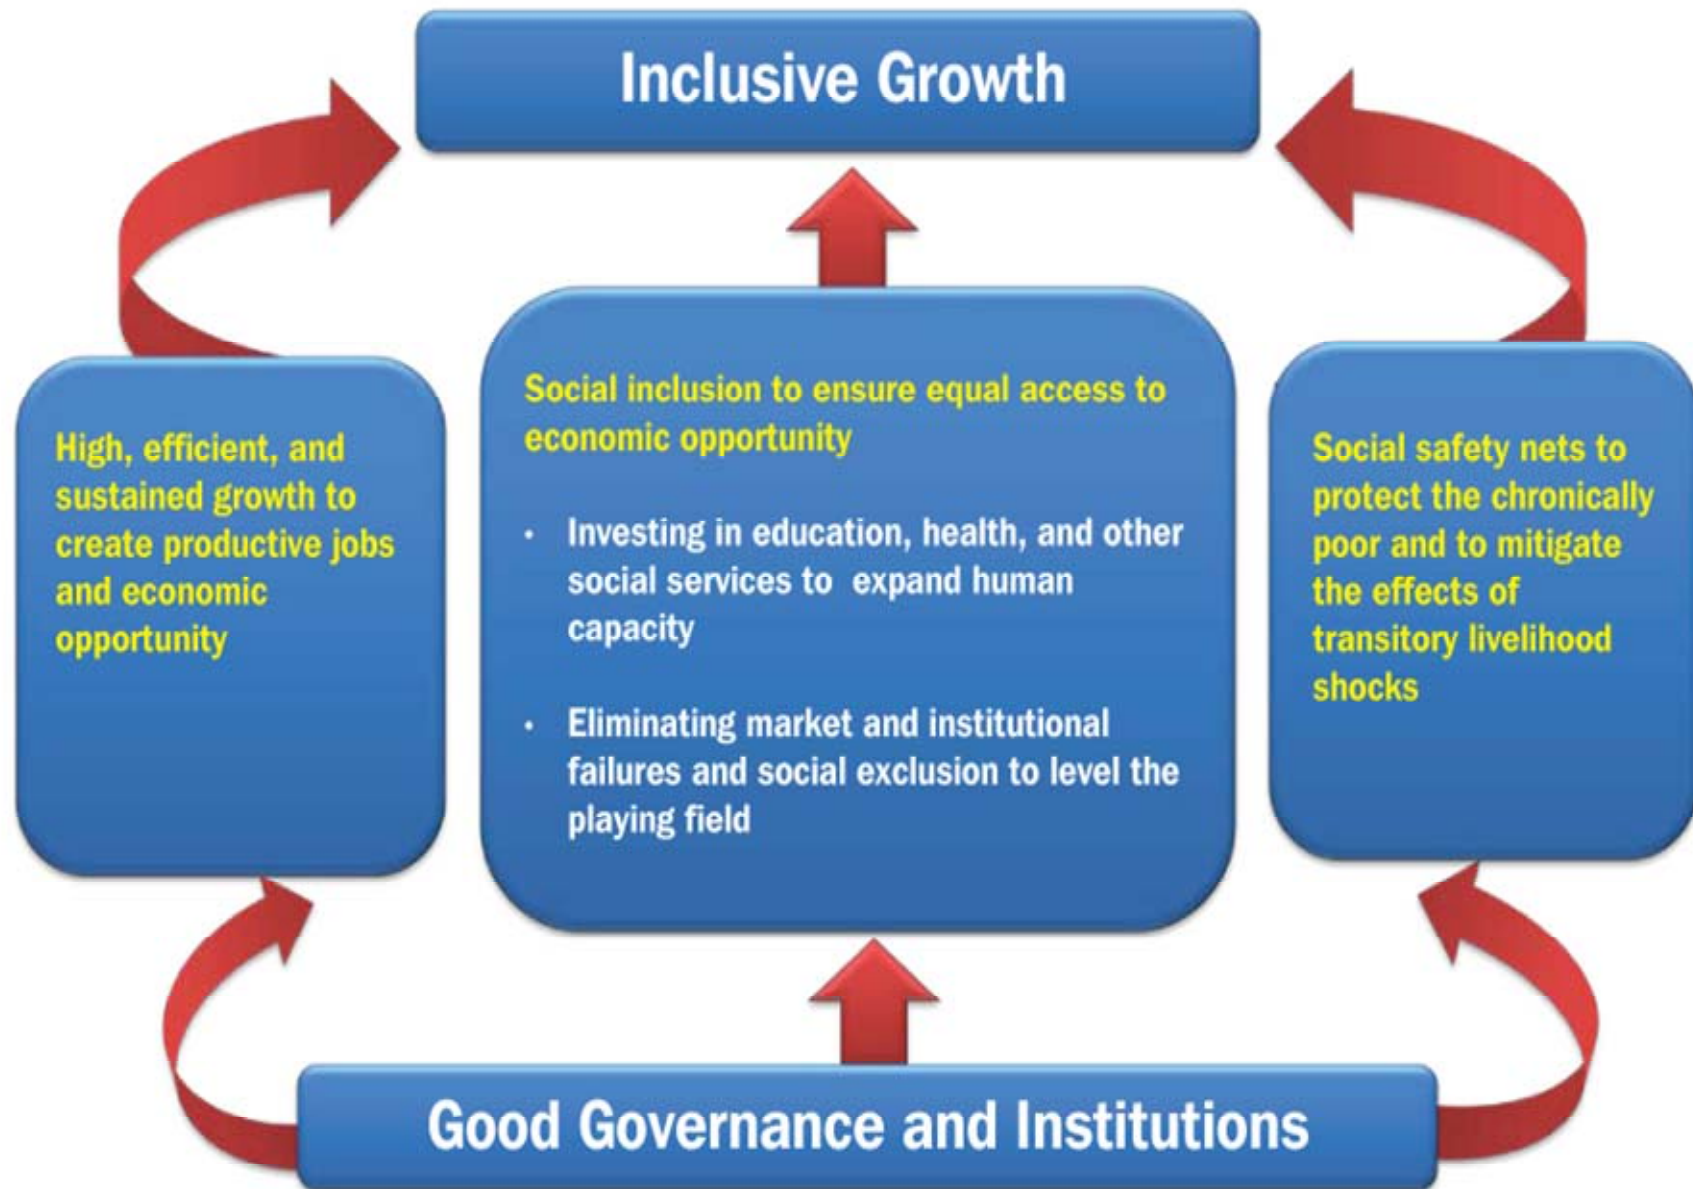 Inclusive Growth
High, efficient, and
sustained growth to
create productive jobs
and economic
opportunity
Social inclusion to ensure equal access to
economic opportunity
• Investing in education, health, and other
social services to expand human
capacity
• Eliminating market and institutional
failures and social exclusion to level the
playing field
Social safety nets to
protect the chronically
poor and to mitigate
the effects of
transitory livelihood
shocks
Good Governance and Institutions